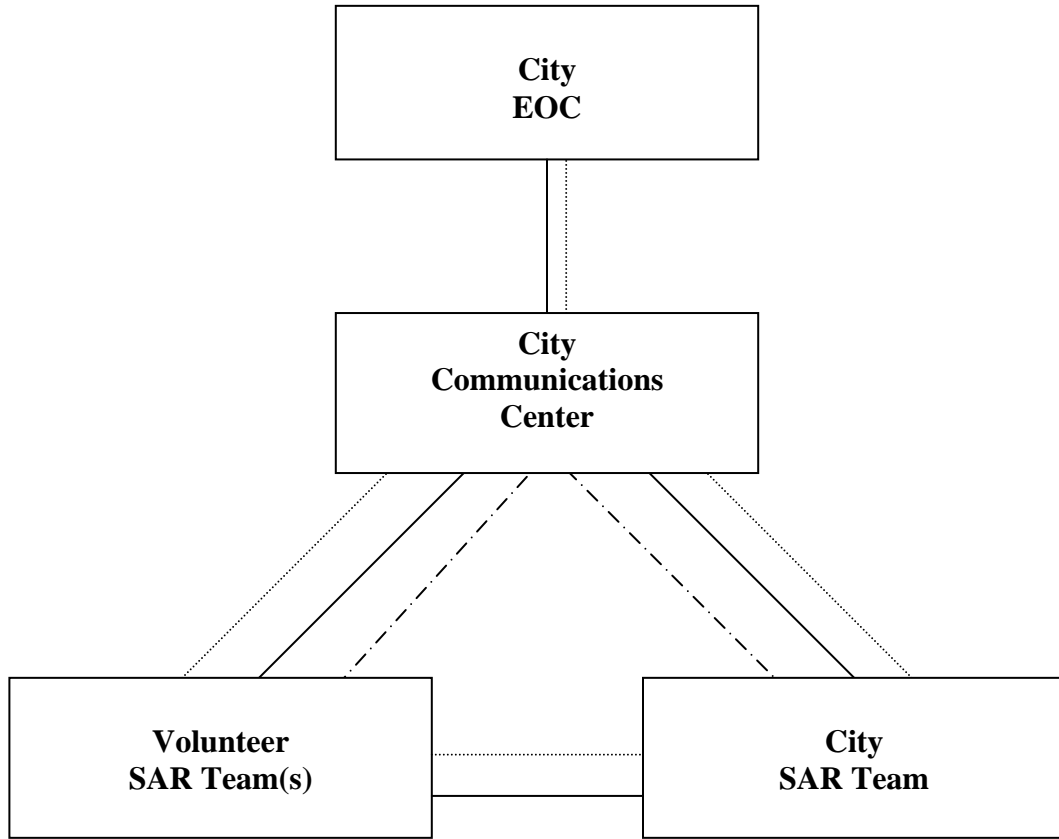 City
EOC
City
Communications
Center
Volunteer
SAR Team(s)
City
SAR Team